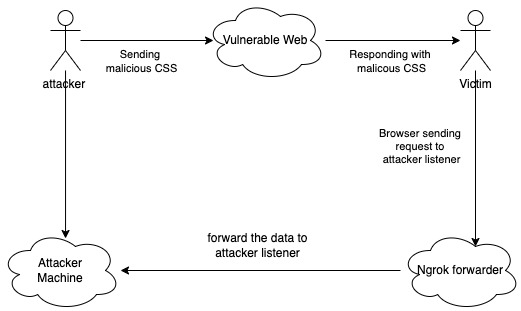 Vulnerable Web
Sending
malicious CSS
Responding with
malicous CSS
attacker
Victim
Browser sending
request to
attacker listener
forward the data to
attacker listener
Attacker
Machine
Ngrok forwarder